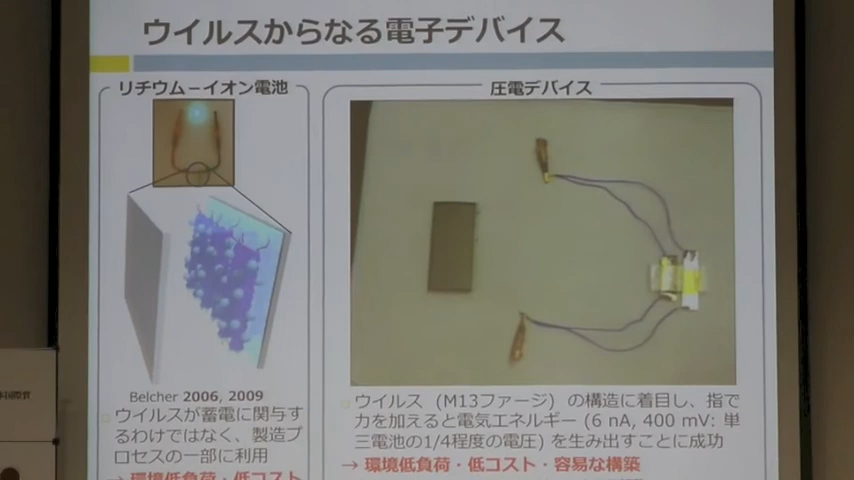 ウイルスからなる電子デバイス
リチウム－イオン電池
Belcher 2006, 2009
ウイルスが蓄電に関与す
るわけではなく、製造プ
ロセスの一部に利用
→ 環境低負荷・低コスト
圧電デバイス
ウイルス (M13ファージ) の構造に着目し、指で
力を加えると電気エネルギー (6 nA, 400 mV: 単
三電池の1/4程度の電圧) を生み出すことに成功
→ 環境低負荷・低コスト・容易な構築